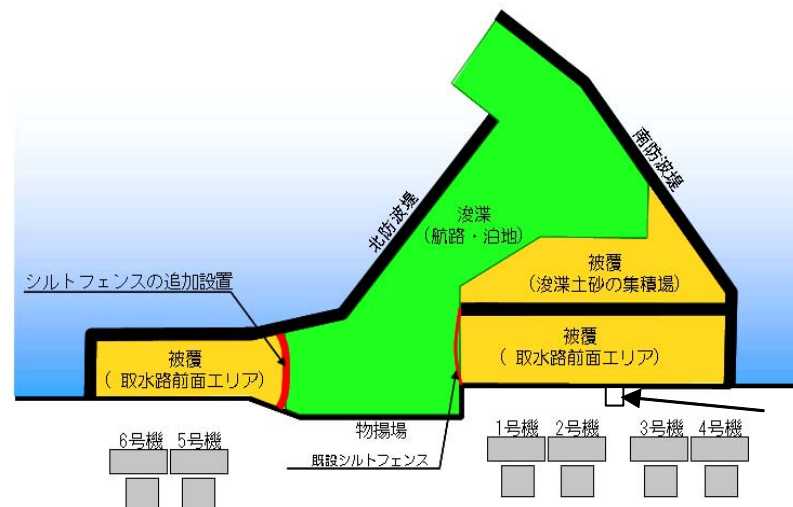 南防波堤
北防波堤
浚渫
(航路・泊地)
被覆
(浚渫土砂の集積場)
シルトフェンスの追加設置
被覆
( 取水路前面エリア)
被覆
( 取水路前面エリア)
物揚場
既設シルトフェンス
6号機 5号機
1号機 2号機
3号機 4号機